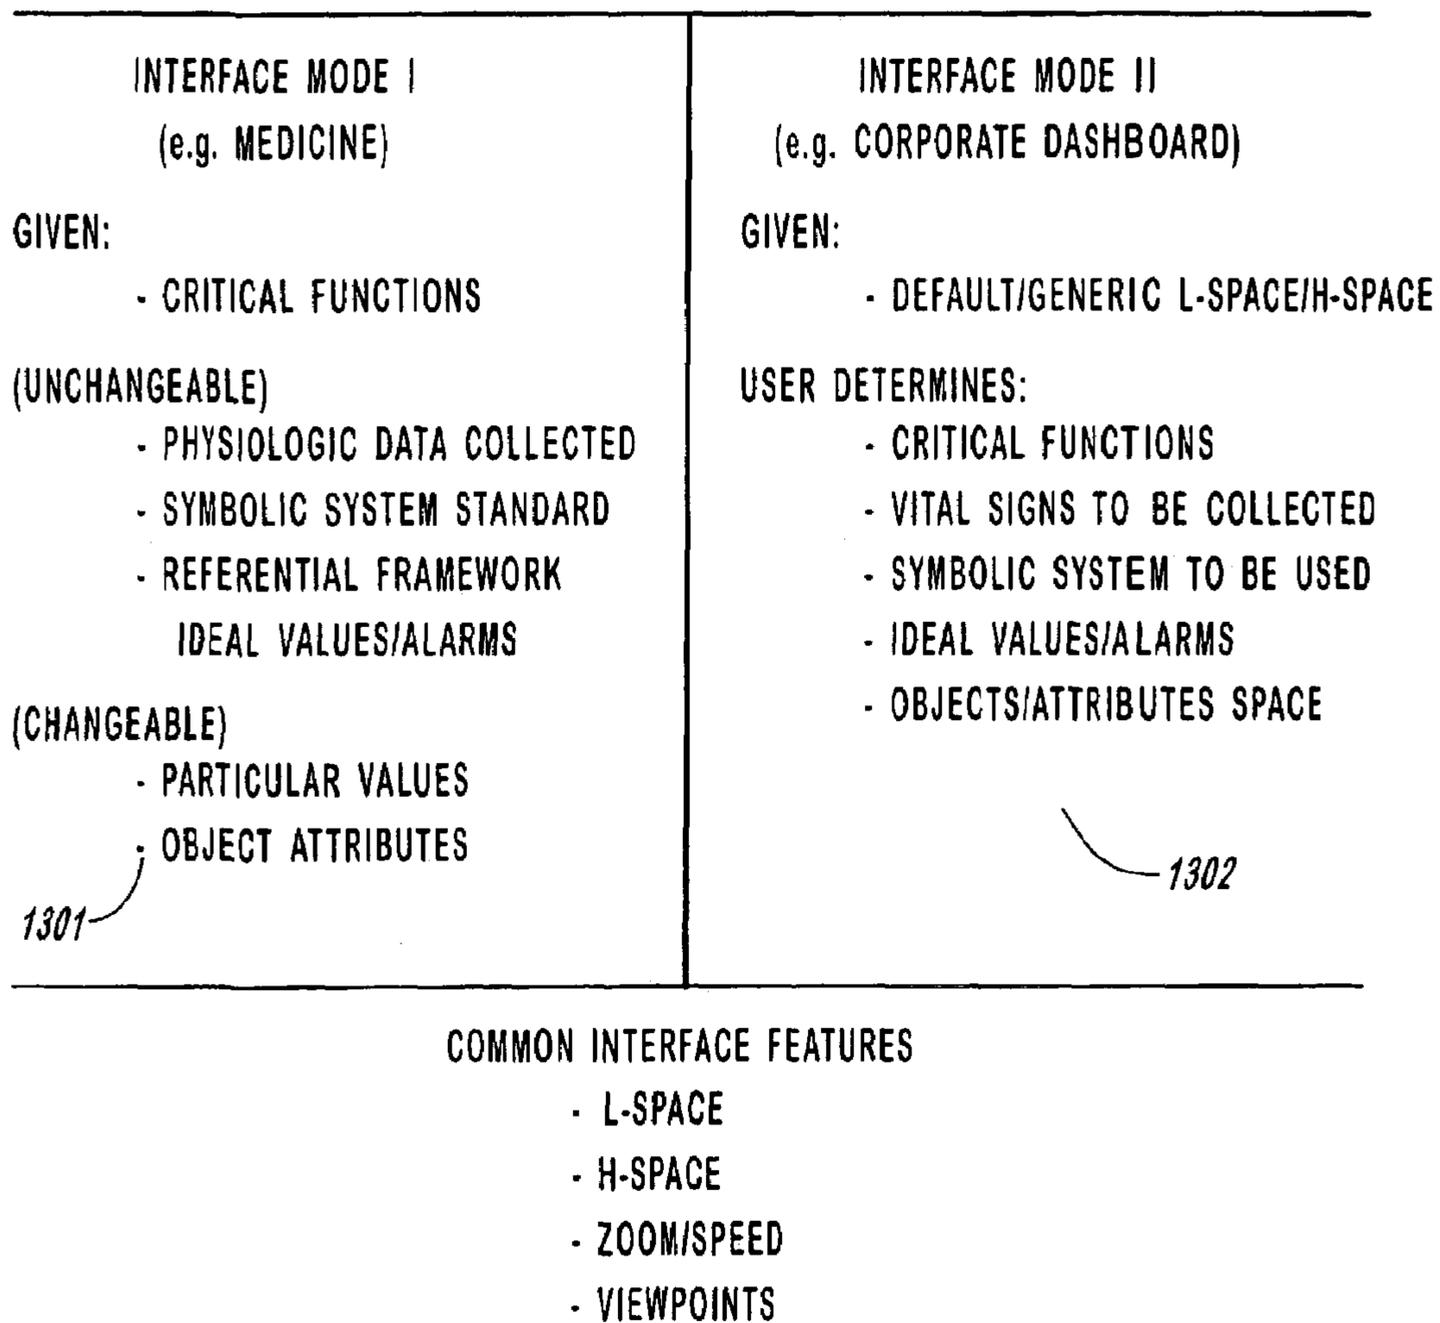 INTERFACE MODE I
(e.g. MEDICINE)
GIVEN:
- CRITICAL FUNCTIONS
(UNCHANGEABLE)
- PHYSIOLOGIC DATA COLLECTED
- SYMBOLIC SYSTEM STANDARD
- REFERENTIAL FRAMEWORK
IDEAL VALUES/ALARMS
(CHANGEABLE)
- PARTICULAR VALUES
- OBJECT ATTRIBUTES
1301
INTERFACE MODE II
(e.g. CORPORATE DASHBOARD)
GIVEN:
- DEFAULT/GENERIC L-SPACE/H-SPACE
USER DETERMINES:
- CRITICAL FUNCTIONS
- VITAL SIGNS TO BE COLLECTED
- SYMBOLIC SYSTEM TO BE USED
- IDEAL VALUES/ALARMS
- OBJECTS/ATTRIBUTES SPACE
1302
COMMON INTERFACE FEATURES
- L-SPACE
- H-SPACE
- ZOOM/SPEED
- VIEWPOINTS